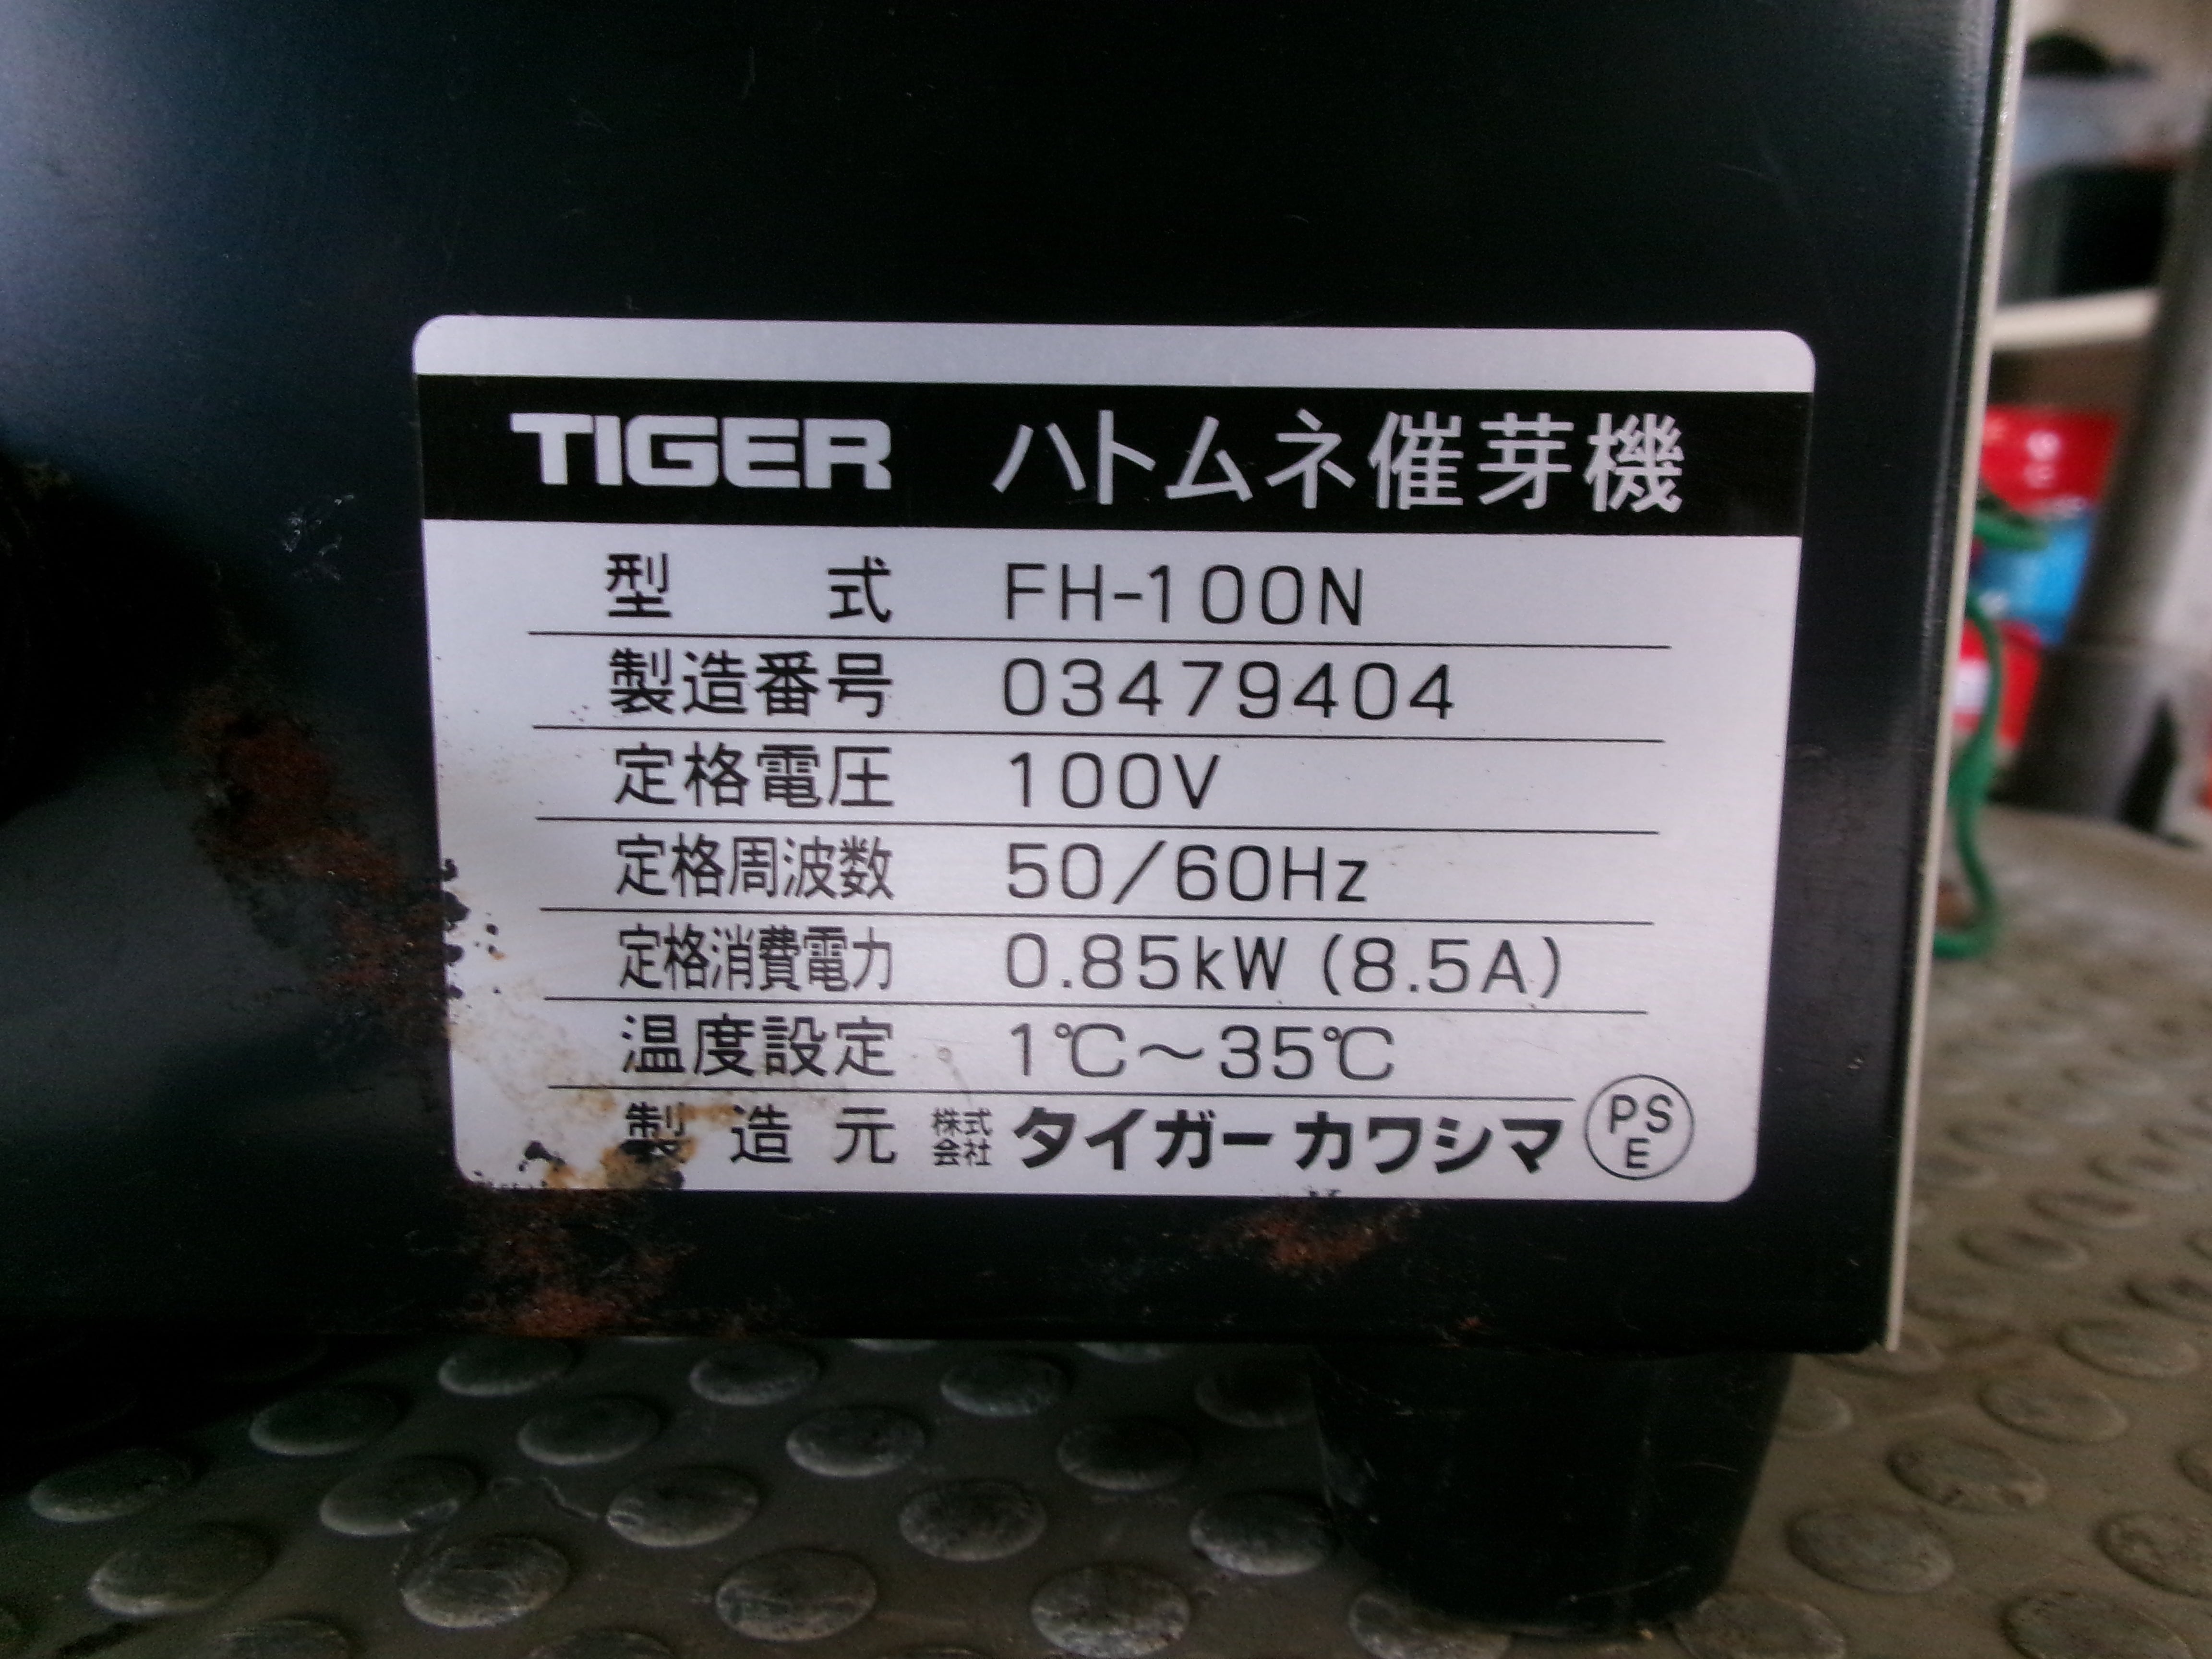 TIGER ハトムネ催芽機
型式 FH-100N
製造番号 03479404
定格電圧 100V
定格周波数 50/60Hz
定格消費電力 0.85kW (8.5A)
温度設定 1℃～35℃
製造元 株式会社 タイガーカワシマ PSE